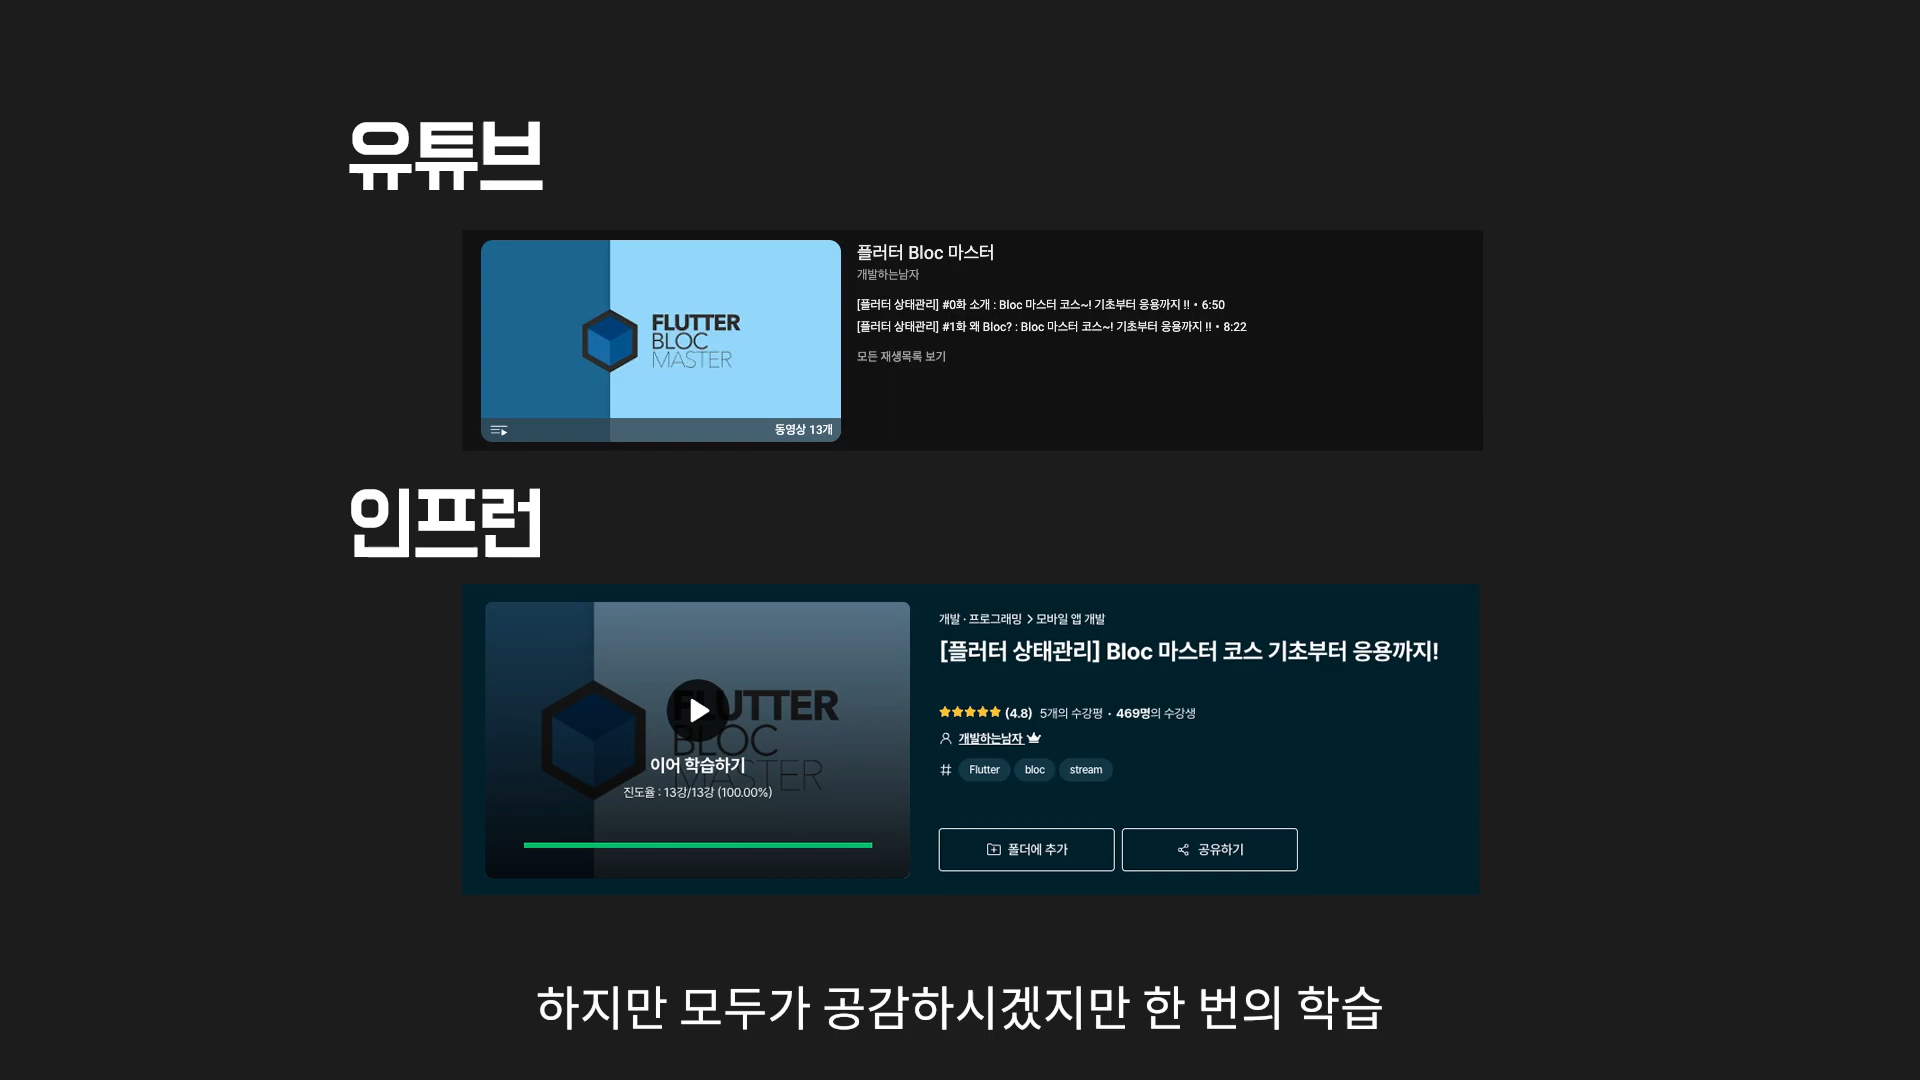 유튜브
FLUTTER
BLOC
MASTER
동영상 13개
플러터 Bloc 마스터
개발하는남자
[플러터 상태관리] #0화 소개 : Bloc 마스터 코스~! 기초부터 응용까지 !! • 6:50
[플러터 상태관리] #1화 왜 Bloc? : Bloc 마스터 코스~! 기초부터 응용까지 !! • 8:22
모든 재생목록 보기
인프런
FLUTTER
BLOC
MASTER
이어 학습하기
진도율 : 13강/13강 (100.00%)
개발 · 프로그래밍 > 모바일 앱 개발
[플러터 상태관리] Bloc 마스터 코스 기초부터 응용까지!
(4.8) 5개의 수강평 · 469명의 수강생
개발하는남자
# Flutter bloc stream
폴더에 추가 공유하기
하지만 모두가 공감하시겠지만 한 번의 학습